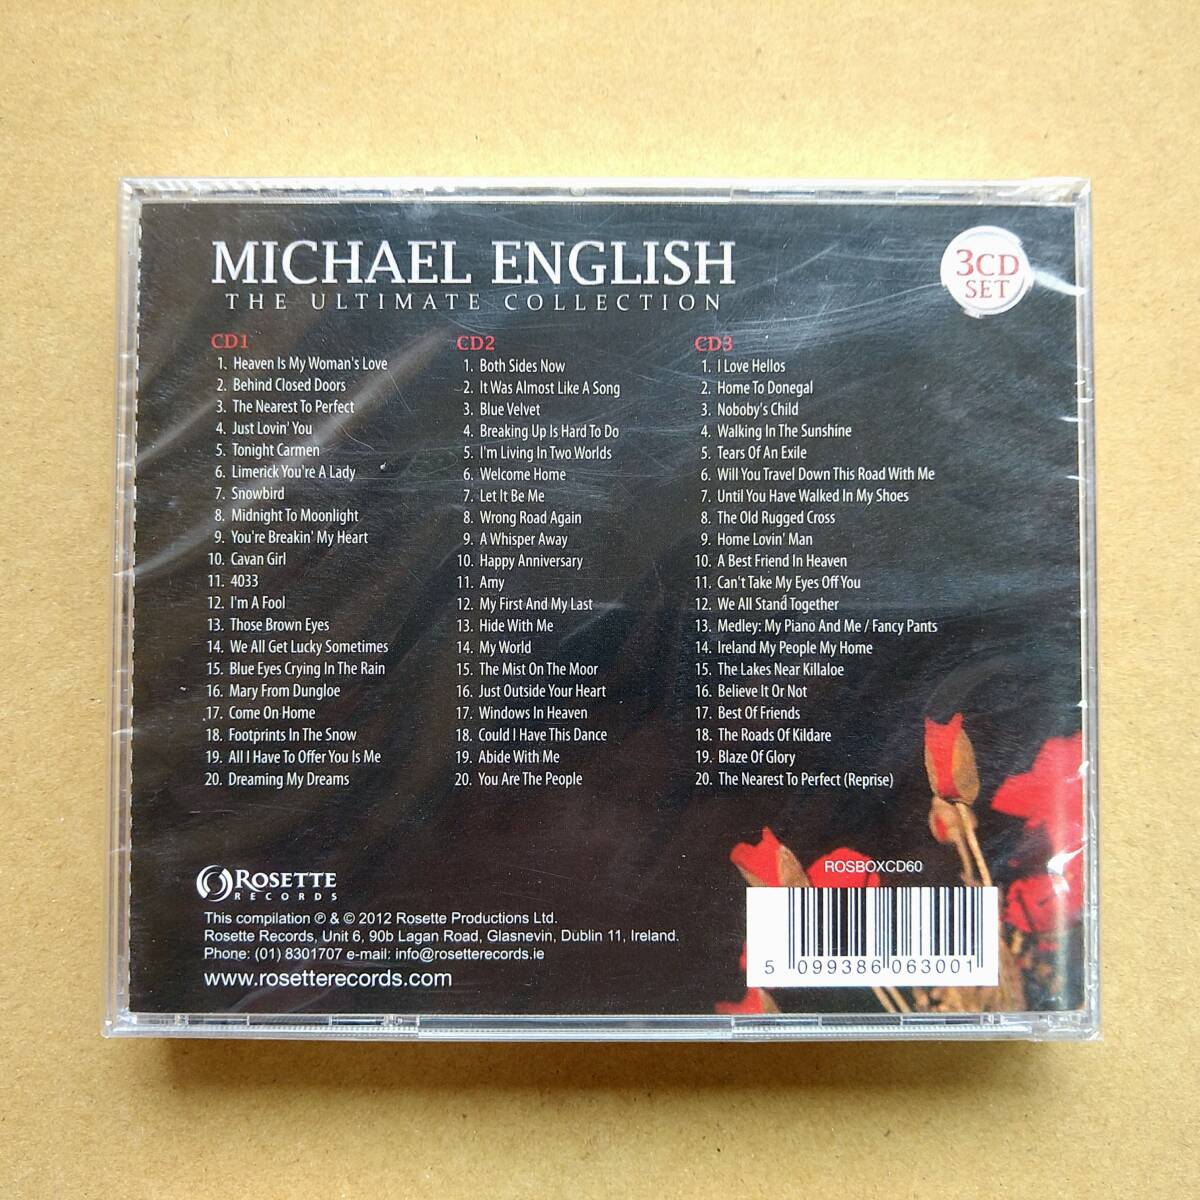 MICHAEL ENGLISH
THE ULTIMATE COLLECTION
3CD
SET
CD1
1. Heaven Is My Woman's Love
2. Behind Closed Doors
3. The Nearest To Perfect
4. Just Lovin' You
5. Tonight Carmen
6. Limerick You're A Lady
7. Snowbird
8. Midnight To Moonlight
9. You're Breakin' My Heart
10. Cavan Girl
11. 4033
12. I'm A Fool
13. Those Brown Eyes
14. We All Get Lucky Sometimes
15. Blue Eyes Crying In The Rain
16. Mary From Dungloe
17. Come On Home
18. Footprints In The Snow
19. All I Have To Offer You Is Me
20. Dreaming My Dreams
CD2
1. Both Sides Now
2. It Was Almost Like A Song
3. Blue Velvet
4. Breaking Up Is Hard To Do
5. I'm Living In Two Worlds
6. Welcome Home
7. Let It Be Me
8. Wrong Road Again
9. A Whisper Away
10. Happy Anniversary
11. Amy
12. My First And My Last
13. Hide With Me
14. My World
15. The Mist On The Moor
16. Just Outside Your Heart
17. Windows In Heaven
18. Could I Have This Dance
19. Abide With Me
20. You Are The People
CD3
1. I Love Hellos
2. Home To Donegal
3. Noboby's Child
4. Walking In The Sunshine
5. Tears Of An Exile
6. Will You Travel Down This Road With Me
7. Until You Have Walked In My Shoes
8. The Old Rugged Cross
9. Home Lovin' Man
10. A Best Friend In Heaven
11. Can't Take My Eyes Off You
12. We All Stand Together
13. Medley: My Piano And Me / Fancy Pants
14. Ireland My People My Home
15. The Lakes Near Killaloe
16. Believe It Or Not
17. Best Of Friends
18. The Roads Of Kildare
19. Blaze Of Glory
20. The Nearest To Perfect (Reprise)
ROSETTE
RECORDS
This compilation ℗ & © 2012 Rosette Productions Ltd.
Rosette Records, Unit 6, 90b Lagan Road, Glasnevin, Dublin 11, Ireland.
Phone: (01) 8301707 e-mail: info@rosetterecords.ie
www.rosetterecords.com
ROSBOXCD60
5 099386 063001